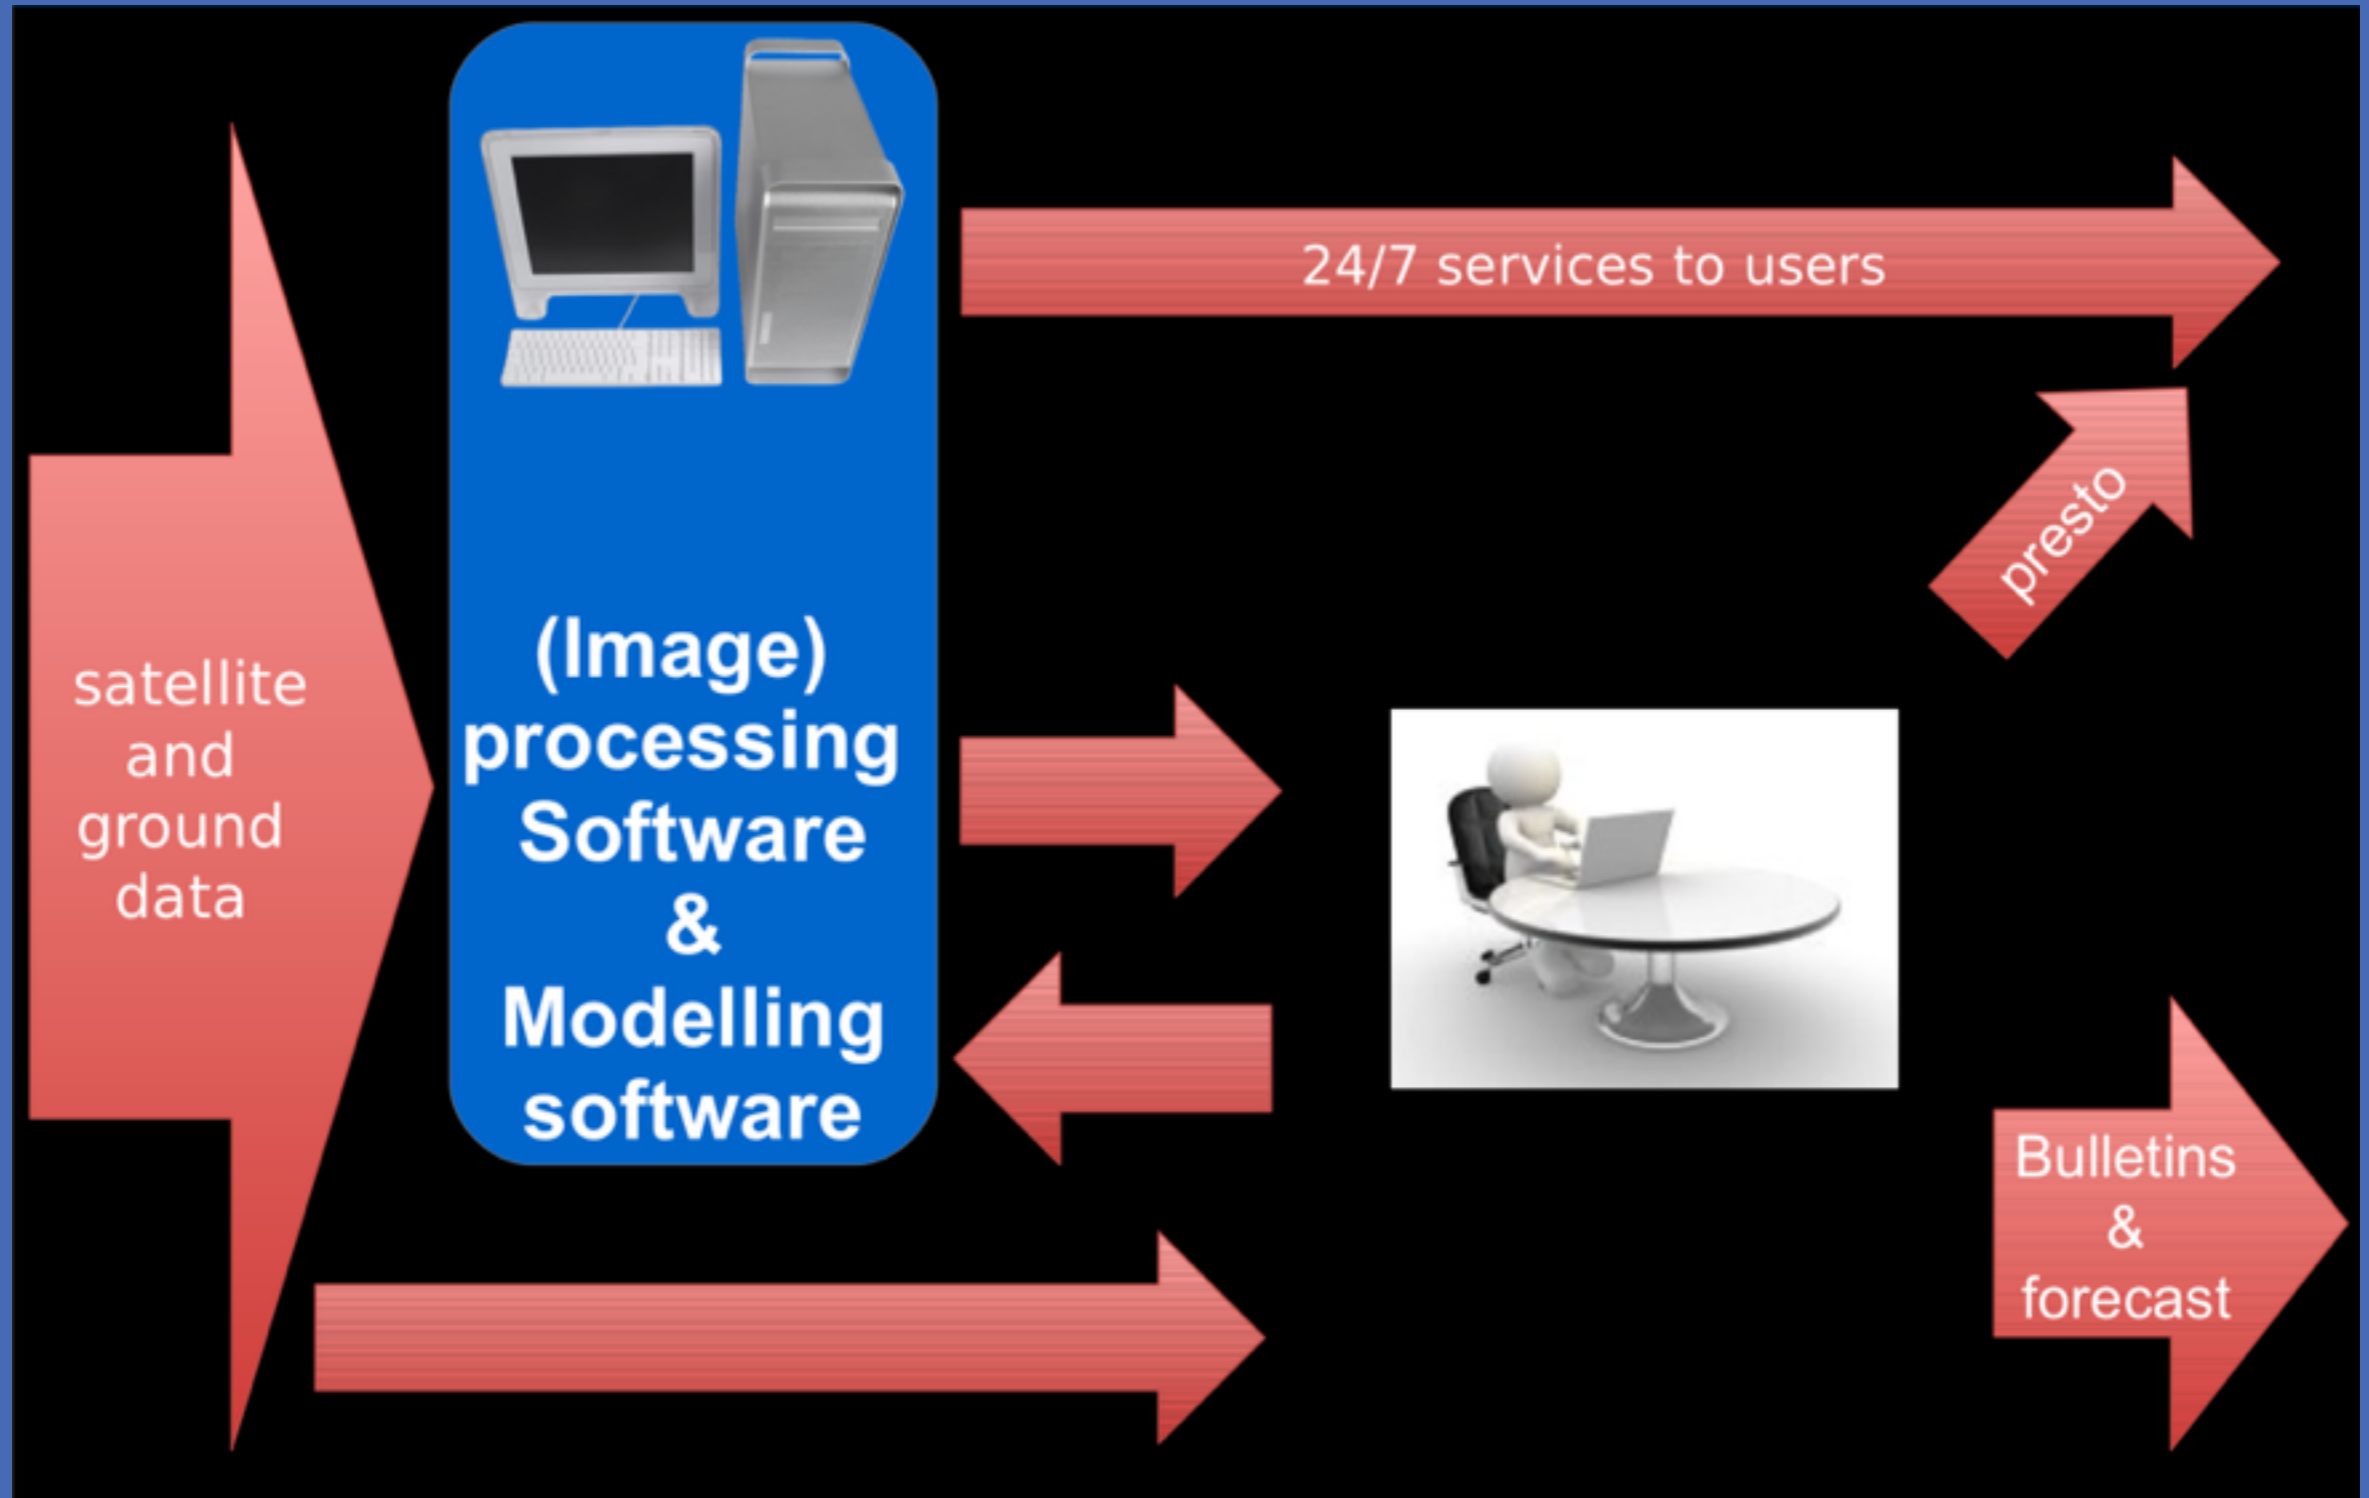 satellite
and
ground
data
(Image)
processing
Software
&
Modelling
software
24/7 services to users
presto
Bulletins
&
forecast